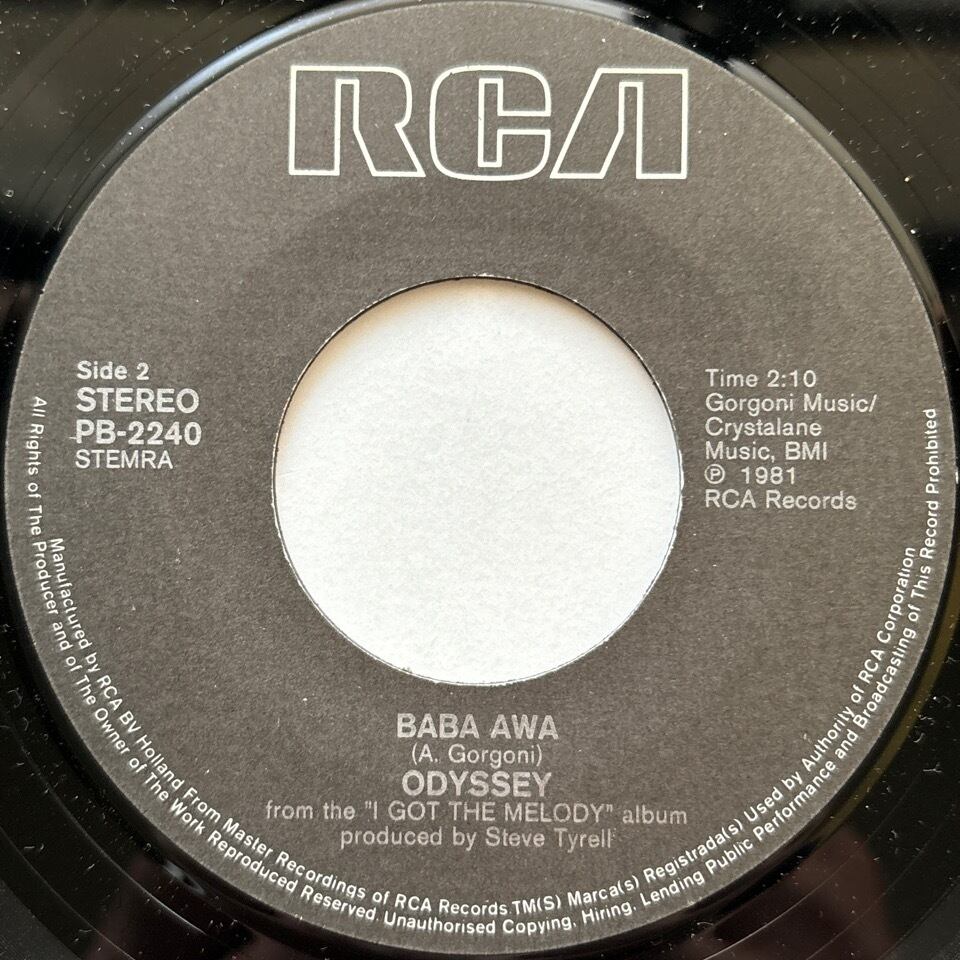 RCA
Side 2
STEREO
PB-2240
STEMRA
Time 2:10
Gorgoni Music/
Crystalane
Music, BMI
℗ 1981
RCA Records
BABA AWA
(A. Gorgoni)
ODYSSEY
from the "I GOT THE MELODY" album
produced by Steve Tyrell
Manufactured by RCA BV Holland From Master Recordings of RCA Records. TM(S) Marca(s) Registrada(s) Used by Authority of RCA Corporation
All Rights of The Producer and of The Owner of The Work Reproduced Reserved. Unauthorised Copying, Hiring, Lending Public Performance and Broadcasting of This Record Prohibited